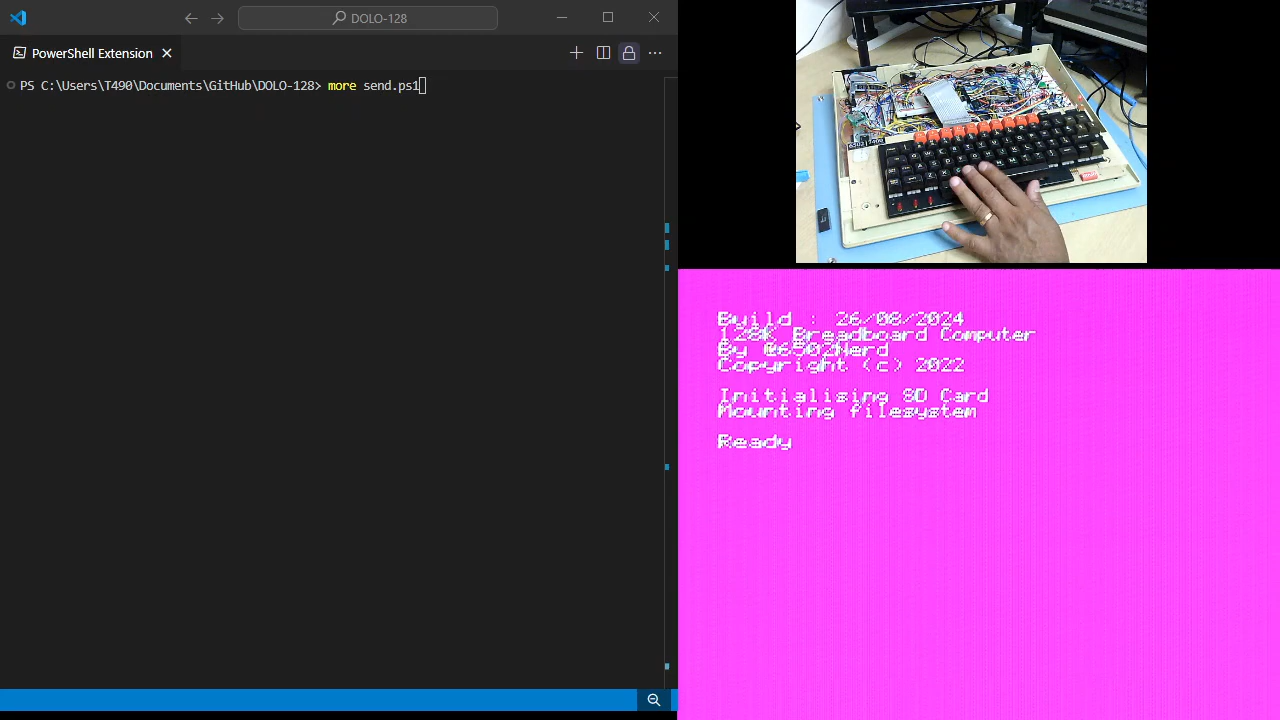 DOLO-128
PowerShell Extension
PS C:\Users\T490\Documents\GitHub\DOLO-128> more send.ps1
Build : 26/08/2024
128K Breadboard Computer
By @6502Nerd
Copyright (c) 2022
Initialising SD Card
Mounting filesystem
Ready